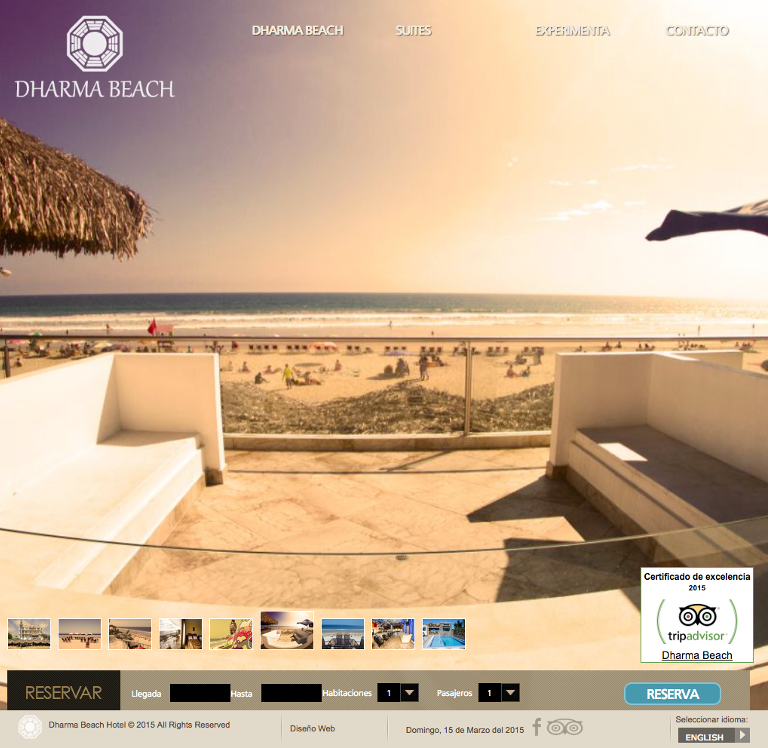 DHARMA BEACH SUITES EXPERIMENTA CONTACTO
DHARMA BEACH
Certificado de excelencia
2015
tripadvisor
Dharma Beach
RESERVAR Llegada Hasta Habitaciones 1 Pasajeros 1 RESERVA
Dharma Beach Hotel © 2015 All Rights Reserved Diseño Web Domingo, 15 de Marzo del 2015 f Seleccionar idioma:
ENGLISH